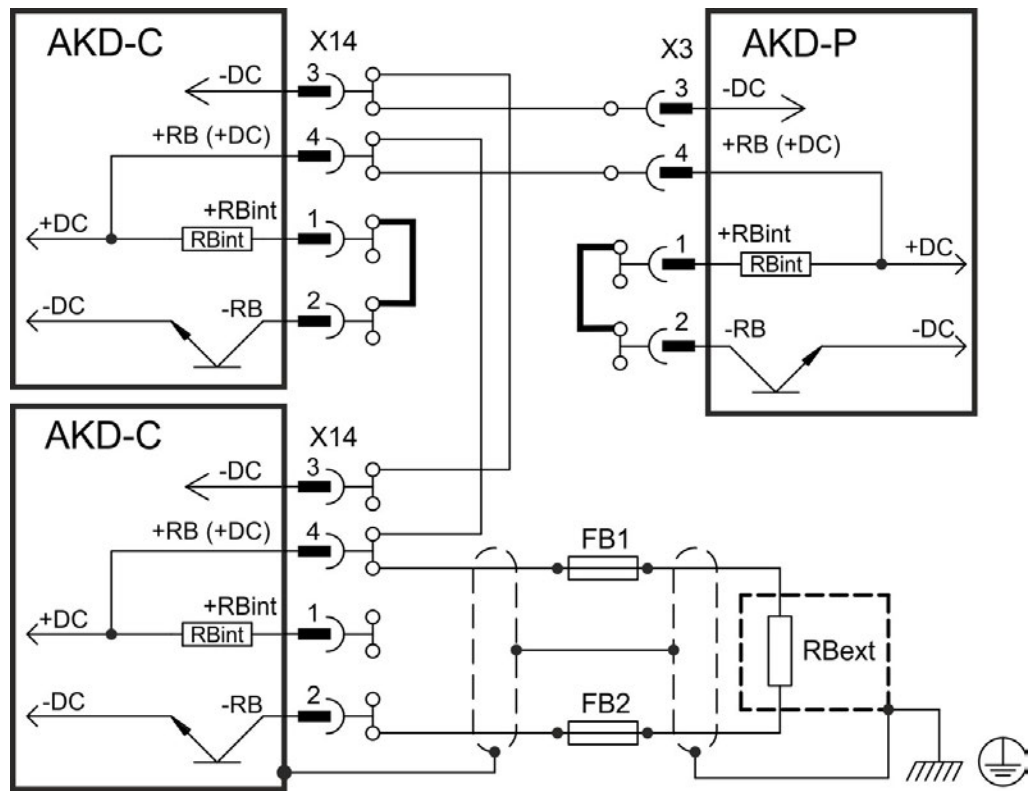 AKD-C
X14
-DC
3
+RB (+DC)
4
+DC
+RBint
RBint
1
-DC
-RB
2
X3
AKD-P
3
-DC
4
+RB (+DC)
1
+RBint
RBint
+DC
2
-RB
-DC
AKD-C
X14
-DC
3
+RB (+DC)
4
+DC
+RBint
RBint
1
-DC
-RB
2
FB1
RBext
FB2